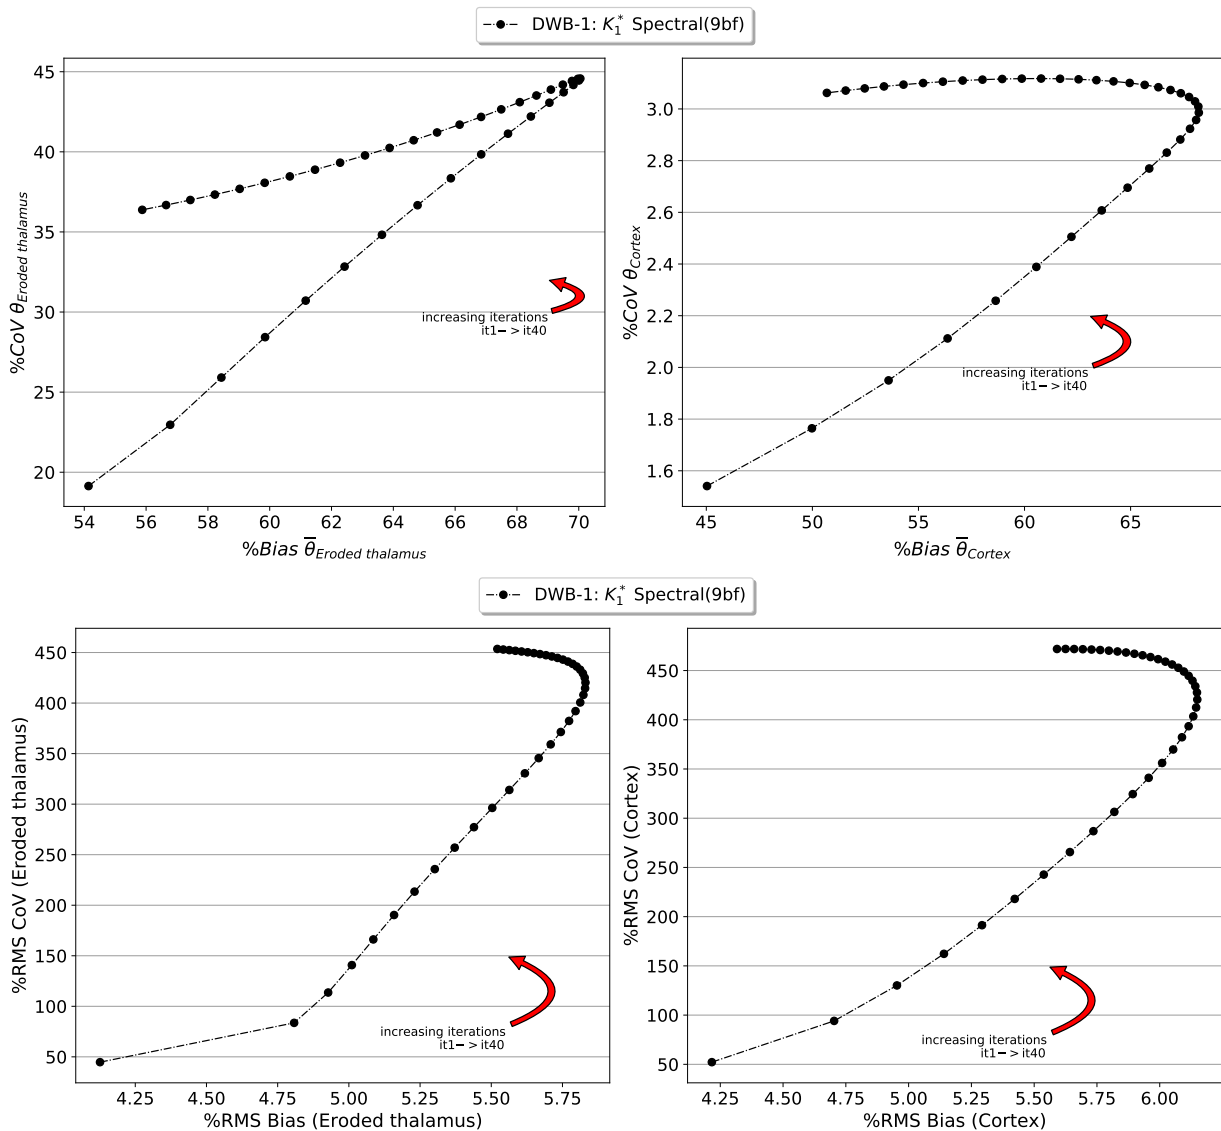 DWB-1: K₁* Spectral(9bf)
45
40
35
30
25
20
%CoV θ_Eroded thalamus
increasing iterations
it1−>it40
54 56 58 60 62 64 66 68 70
%Bias θ̅_Eroded thalamus
3.0
2.8
2.6
2.4
2.2
2.0
1.8
1.6
%CoV θ_Cortex
increasing iterations
it1−>it40
45 50 55 60 65
%Bias θ̅_Cortex
DWB-1: K₁* Spectral(9bf)
450
400
350
300
250
200
150
100
50
%RMS CoV (Eroded thalamus)
increasing iterations
it1−>it40
4.25 4.50 4.75 5.00 5.25 5.50 5.75
%RMS Bias (Eroded thalamus)
450
400
350
300
250
200
150
100
50
%RMS CoV (Cortex)
increasing iterations
it1−>it40
4.25 4.50 4.75 5.00 5.25 5.50 5.75 6.00
%RMS Bias (Cortex)